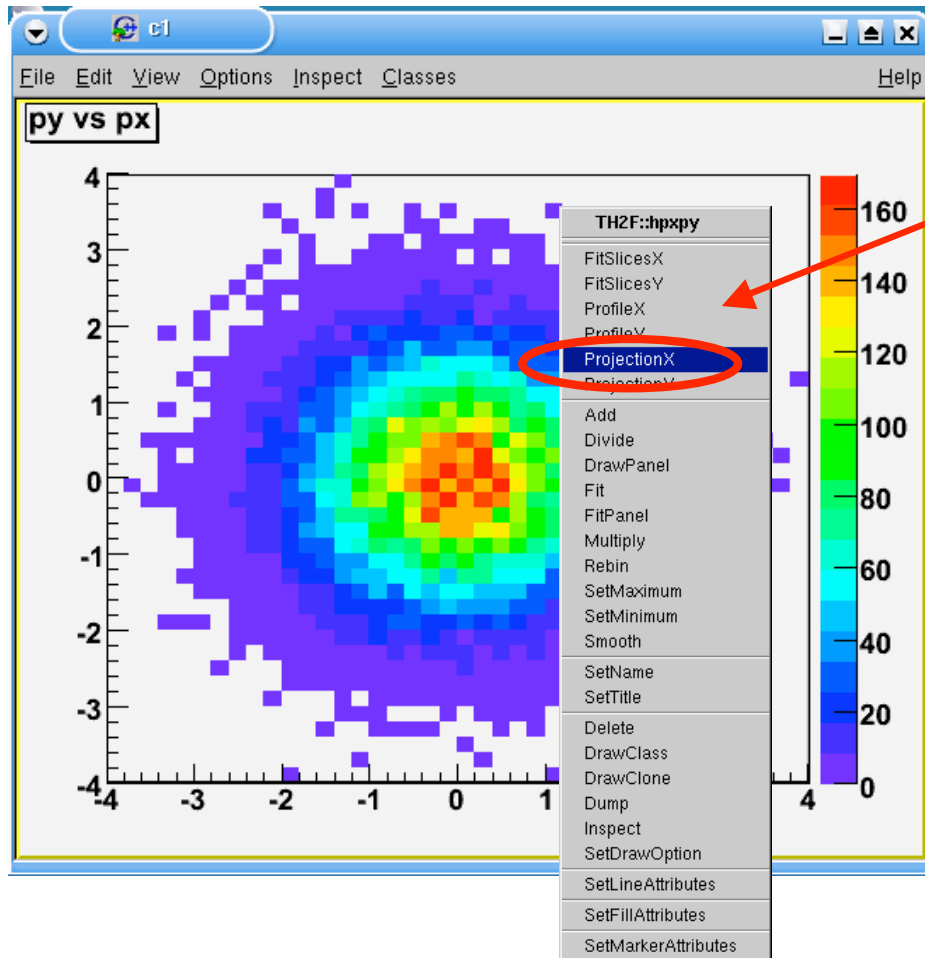 c1
File Edit View Options Inspect Classes Help
py vs px
4
3
2
1
0
-1
-2
-3
-4
-4 -3 -2 -1 0 1 4
160
140
120
100
80
60
40
20
0
TH2F::hpxpy
FitSlicesX
FitSlicesY
ProfileX
ProfileY
ProjectionX
ProjectionY
Add
Divide
DrawPanel
Fit
FitPanel
Multiply
Rebin
SetMaximum
SetMinimum
Smooth
SetName
SetTitle
Delete
DrawClass
DrawClone
Dump
Inspect
SetDrawOption
SetLineAttributes
SetFillAttributes
SetMarkerAttributes